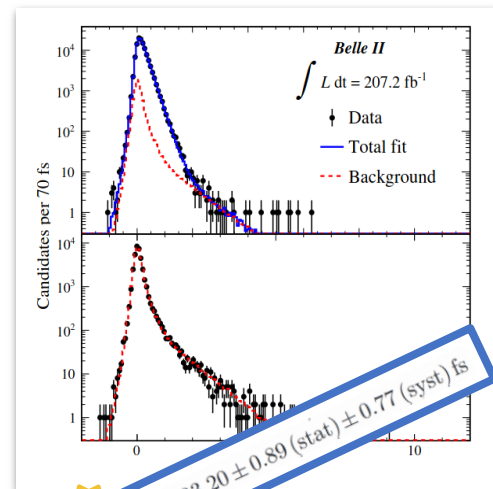 Belle II
∫ L dt = 207.2 fb⁻¹
Data
Total fit
Background
Candidates per 70 fs
10⁴
10³
10²
10
1
10⁴
10³
10²
10
1
0
10
.20 ± 0.89 (stat) ± 0.77 (syst) fs